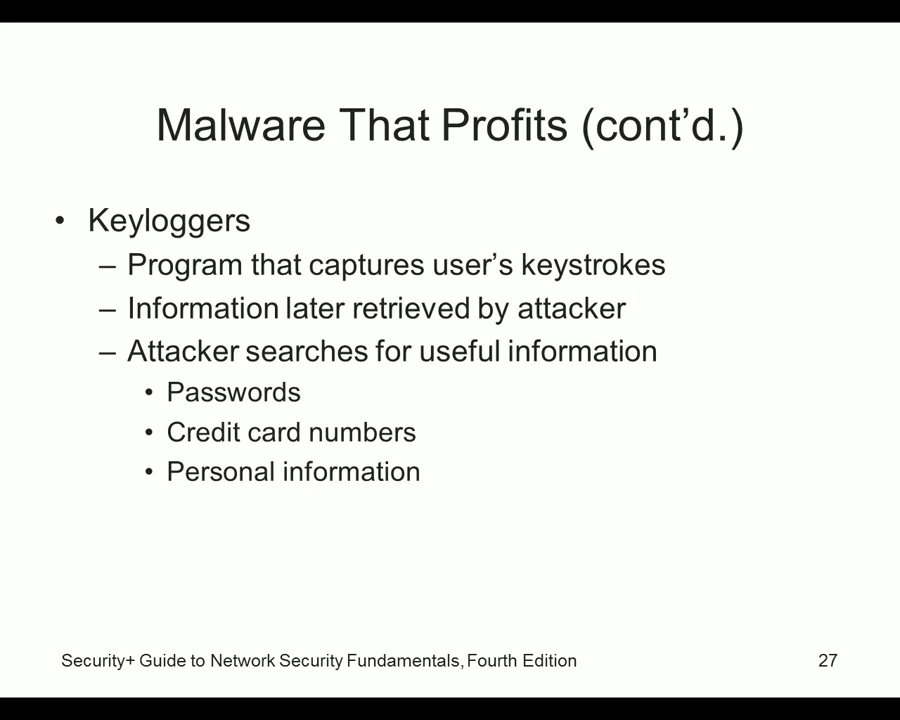 Malware That Profits (cont’d.)
• Keyloggers
– Program that captures user’s keystrokes
– Information later retrieved by attacker
– Attacker searches for useful information
• Passwords
• Credit card numbers
• Personal information
Security+ Guide to Network Security Fundamentals, Fourth Edition
27